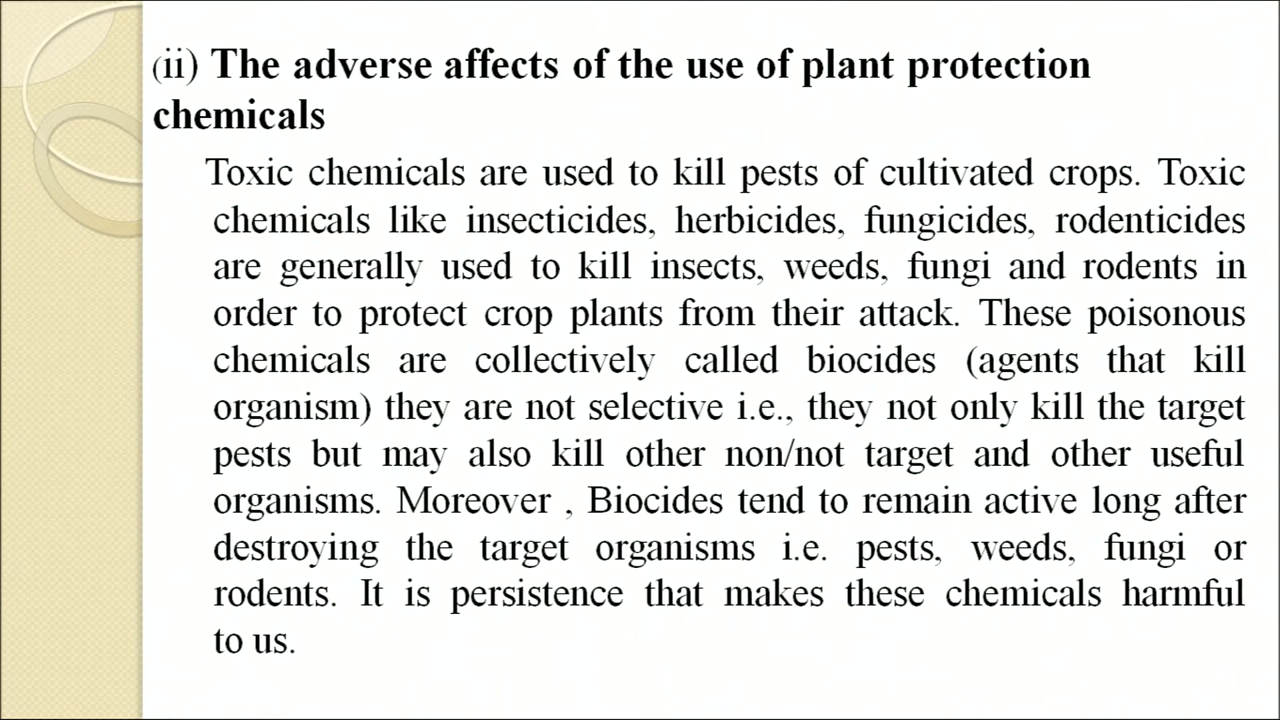 (ii) The adverse affects of the use of plant protection
chemicals
Toxic chemicals are used to kill pests of cultivated crops. Toxic
chemicals like insecticides, herbicides, fungicides, rodenticides
are generally used to kill insects, weeds, fungi and rodents in
order to protect crop plants from their attack. These poisonous
chemicals are collectively called biocides (agents that kill
organism) they are not selective i.e., they not only kill the target
pests but may also kill other non/not target and other useful
organisms. Moreover , Biocides tend to remain active long after
destroying the target organisms i.e. pests, weeds, fungi or
rodents. It is persistence that makes these chemicals harmful
to us.